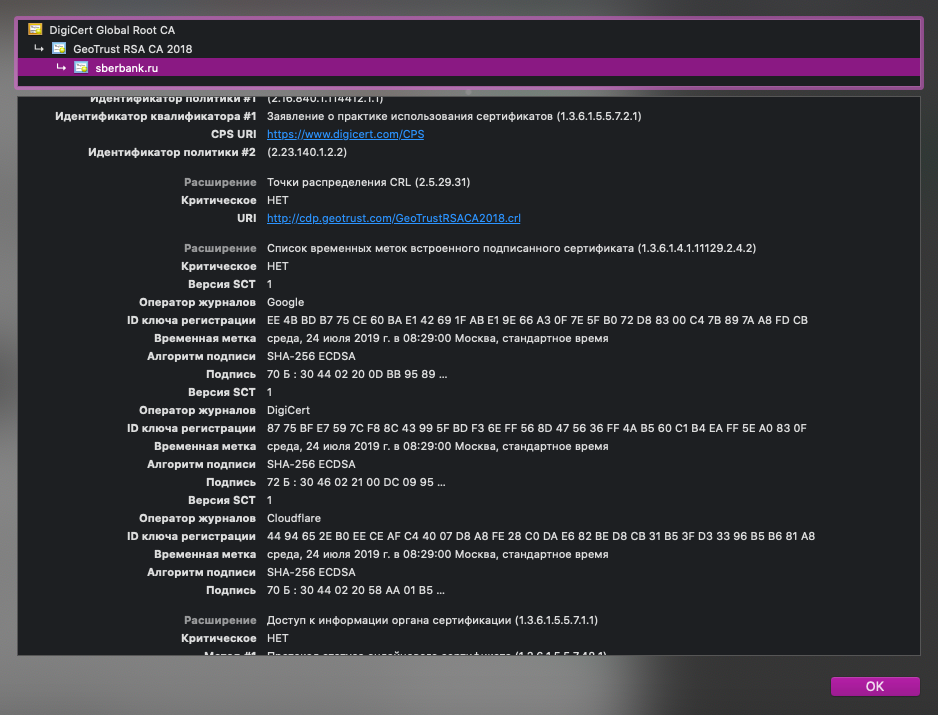 DigiCert Global Root CA
GeoTrust RSA CA 2018
sberbank.ru
Идентификатор политики #1 (2.16.840.1.114412.1.1)
Идентификатор квалификатора #1 Заявление о практике использования сертификатов (1.3.6.1.5.5.7.2.1)
CPS URI https://www.digicert.com/CPS
Идентификатор политики #2 (2.23.140.1.2.2)
Расширение Точки распределения CRL (2.5.29.31)
Критическое НЕТ
URI http://cdp.geotrust.com/GeoTrustRSACA2018.crl
Расширение Список временных меток встроенного подписанного сертификата (1.3.6.1.4.1.11129.2.4.2)
Критическое НЕТ
Версия SCT 1
Оператор журналов Google
ID ключа регистрации EE 4B BD B7 75 CE 60 BA E1 42 69 1F AB E1 9E 66 A3 0F 7E 5F B0 72 D8 83 00 C4 7B 89 7A A8 FD CB
Временная метка среда, 24 июля 2019 г. в 08:29:00 Москва, стандартное время
Алгоритм подписи SHA-256 ECDSA
Подпись 70 Б : 30 44 02 20 0D BB 95 89 ...
Версия SCT 1
Оператор журналов DigiCert
ID ключа регистрации 87 75 BF E7 59 7C F8 8C 43 99 5F BD F3 6E FF 56 8D 47 56 36 FF 4A B5 60 C1 B4 EA FF 5E A0 83 0F
Временная метка среда, 24 июля 2019 г. в 08:29:00 Москва, стандартное время
Алгоритм подписи SHA-256 ECDSA
Подпись 72 Б : 30 46 02 21 00 DC 09 95 ...
Версия SCT 1
Оператор журналов Cloudflare
ID ключа регистрации 44 94 65 2E B0 EE CE AF C4 40 07 D8 A8 FE 28 C0 DA E6 82 BE D8 CB 31 B5 3F D3 33 96 B5 B6 81 A8
Временная метка среда, 24 июля 2019 г. в 08:29:00 Москва, стандартное время
Алгоритм подписи SHA-256 ECDSA
Подпись 70 Б : 30 44 02 20 58 AA 01 B5 ...
Расширение Доступ к информации органа сертификации (1.3.6.1.5.5.7.1.1)
Критическое НЕТ
Метод #1 Протокол статуса онлайнового сертификата (1.3.6.1.5.5.7.48.1)
OK